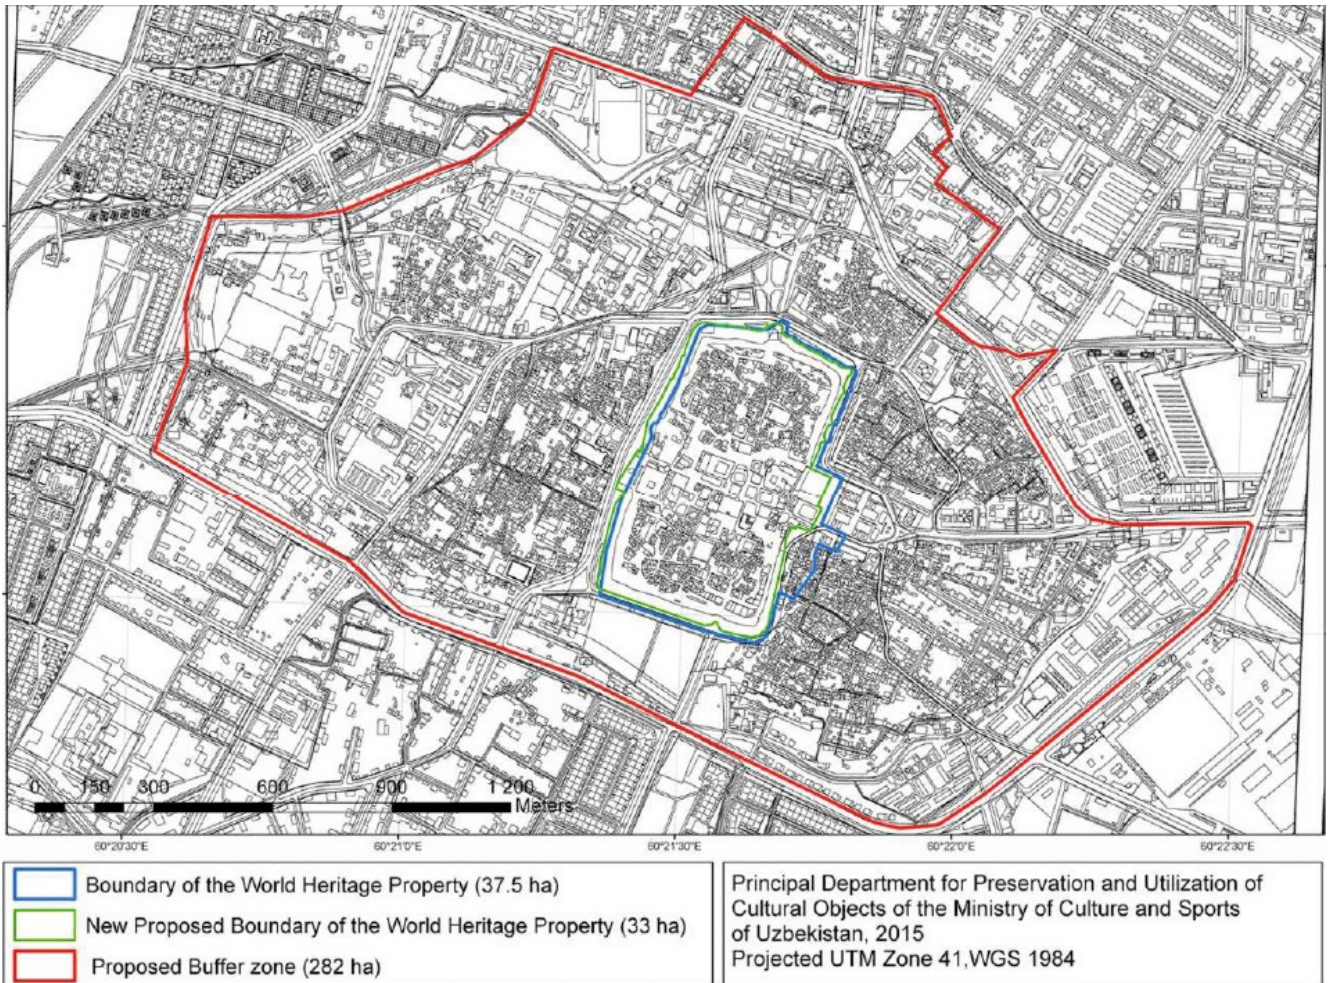 0 150 300 600 900 1 200
Meters
60°20'30"E 60°21'0"E 60°21'30"E 60°22'0"E 60°22'30"E
Boundary of the World Heritage Property (37.5 ha)
New Proposed Boundary of the World Heritage Property (33 ha)
Proposed Buffer zone (282 ha)
Principal Department for Preservation and Utilization of
Cultural Objects of the Ministry of Culture and Sports
of Uzbekistan, 2015
Projected UTM Zone 41,WGS 1984